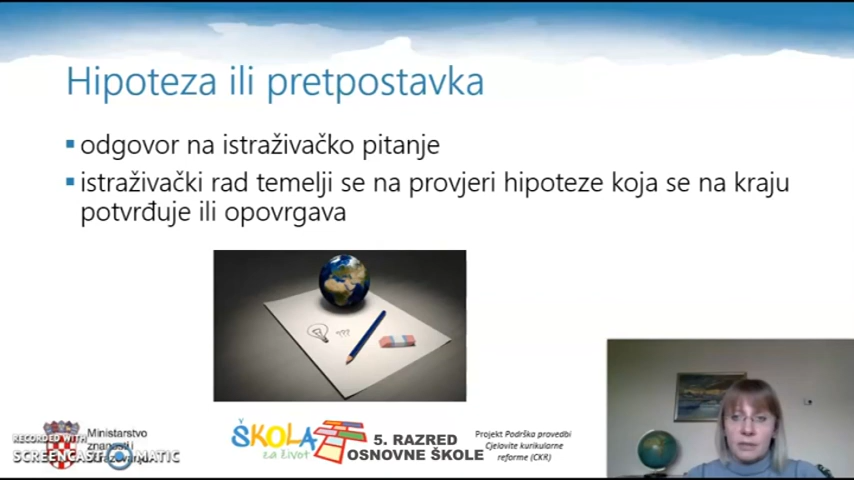 Hipoteza ili pretpostavka
odgovor na istraživačko pitanje
istraživački rad temelji se na provjeri hipoteze koja se na kraju
potvrđuje ili opovrgava
???
Ministarstvo
znanosti i
obrazovanja
RECORDED WITH
SCREENCAST MATIC
ŠKOLA
za život
5. RAZRED
OSNOVNE ŠKOLE
Projekt Podrška provedbi
Cjelovite kurikularne
reforme (CKR)